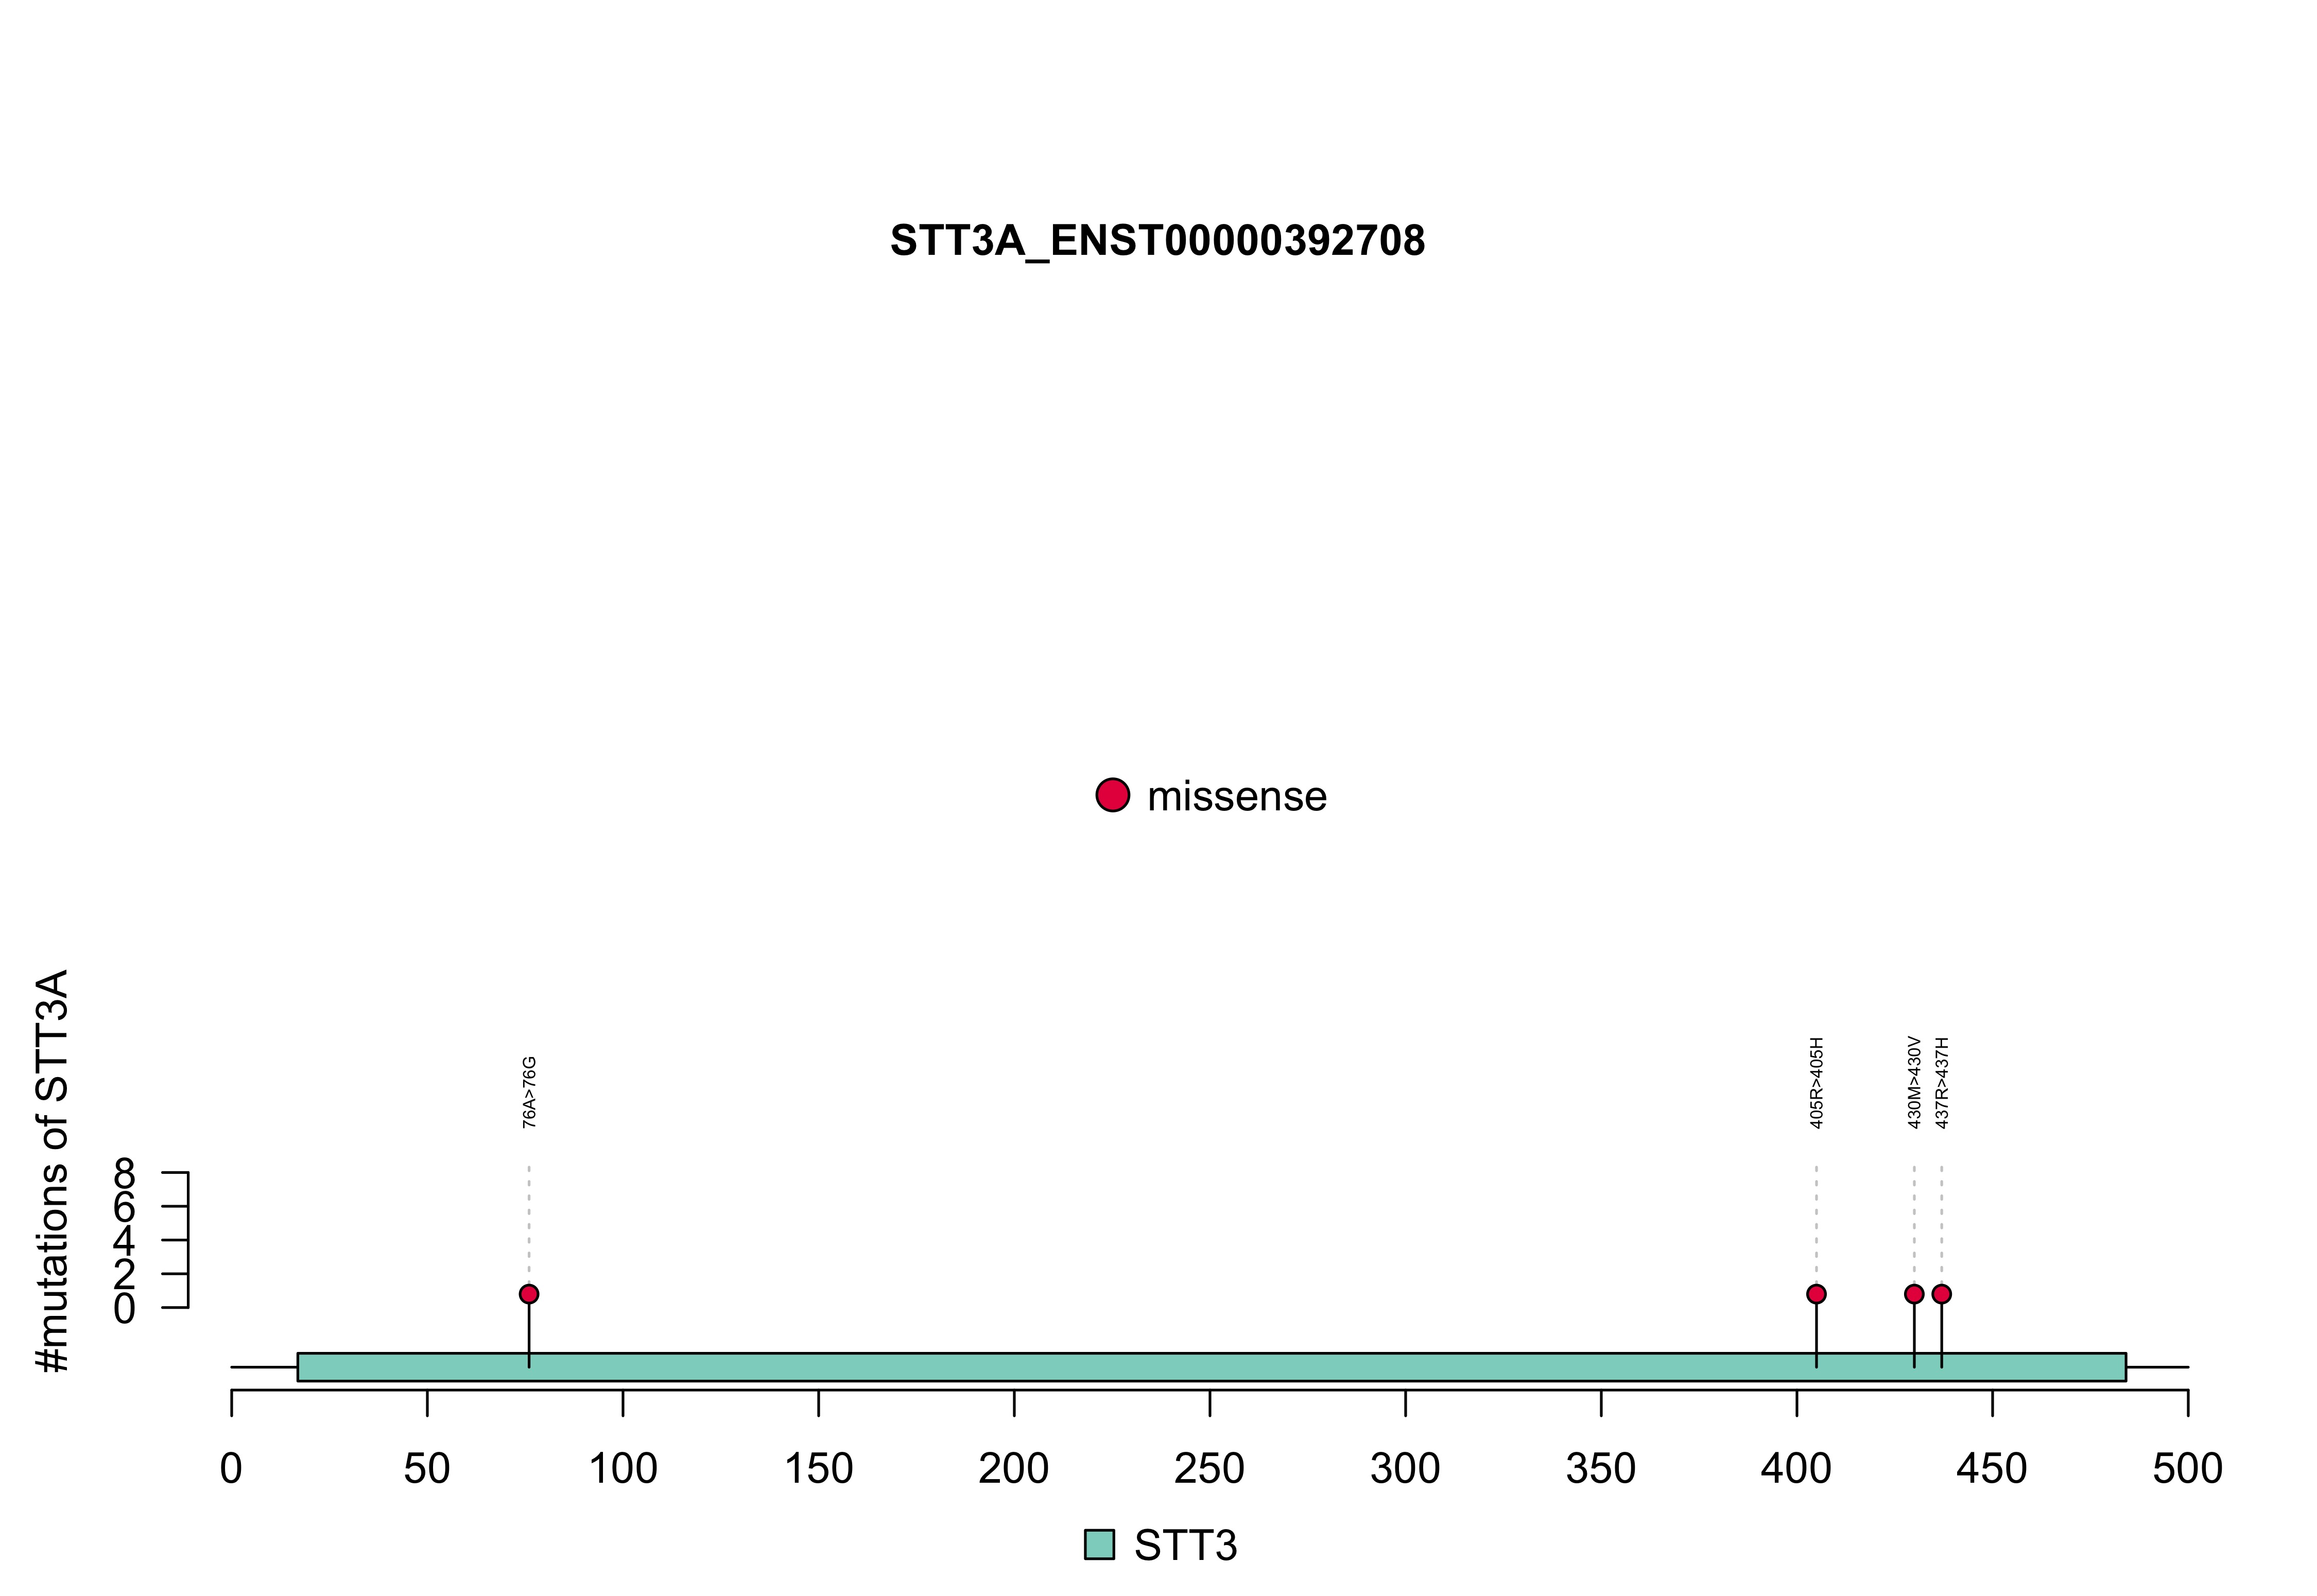 STT3A_ENST00000392708
missense
#mutations of STT3A
76A>76G
405R>405H
430M>430V
437R>437H
8
6
4
2
0
0 50 100 150 200 250 300 350 400 450 500
STT3